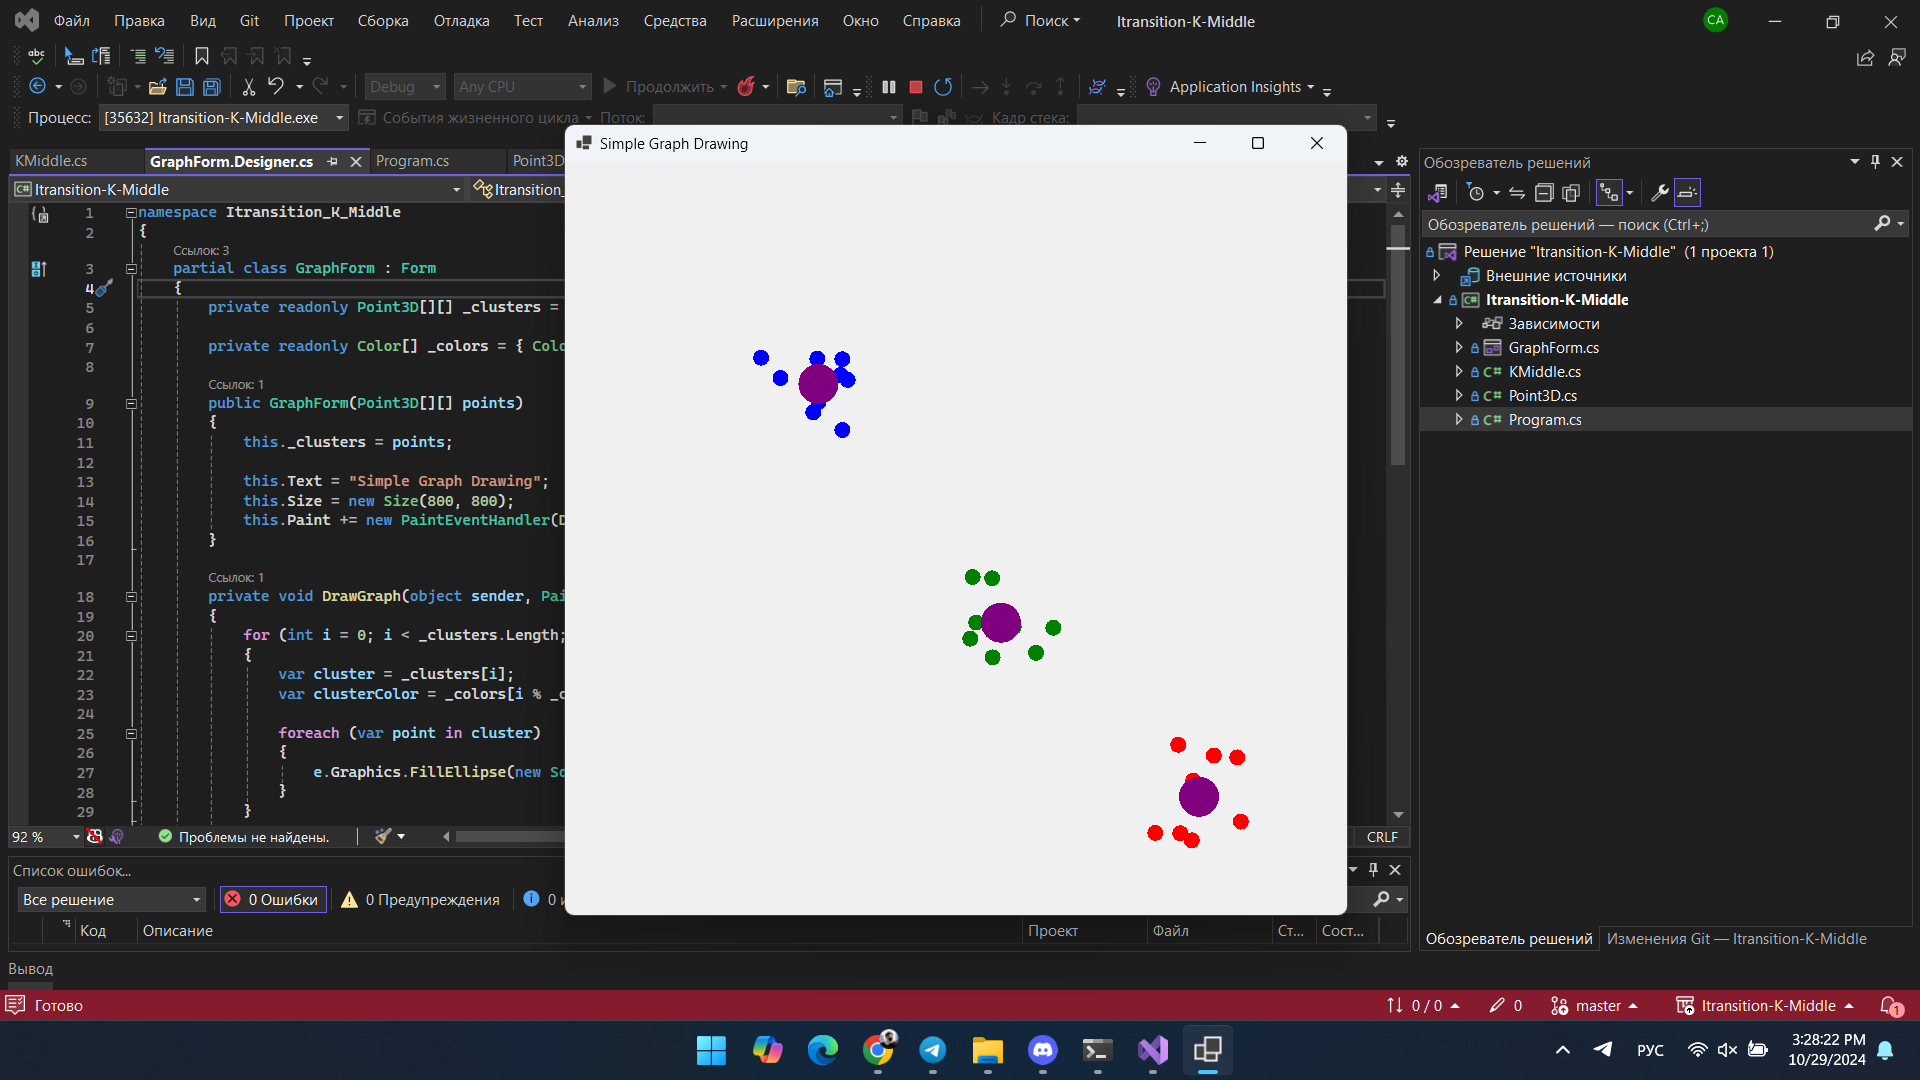 Файл Правка Вид Git Проект Сборка Отладка Тест Анализ Средства Расширения Окно Справка Поиск Itransition-K-Middle CA
abc
Debug Any CPU Продолжить Application Insights
Процесс: [35632] Itransition-K-Middle.exe События жизненного цикла Поток: Кадр стека:
KMiddle.cs GraphForm.Designer.cs Program.cs Point3D
C# Itransition-K-Middle Itransition_
1 namespace Itransition_K_Middle
2 {
Ссылок: 3
3 partial class GraphForm : Form
4 {
5 private readonly Point3D[][] _clusters =
6
7 private readonly Color[] _colors = { Colo
8
Ссылок: 1
9 public GraphForm(Point3D[][] points)
10 {
11 this._clusters = points;
12
13 this.Text = "Simple Graph Drawing";
14 this.Size = new Size(800, 800);
15 this.Paint += new PaintEventHandler(D
16 }
17
Ссылок: 1
18 private void DrawGraph(object sender, Pai
19 {
20 for (int i = 0; i < _clusters.Length;
21 {
22 var cluster = _clusters[i];
23 var clusterColor = _colors[i % _c
24
25 foreach (var point in cluster)
26 {
27 e.Graphics.FillEllipse(new So
28 }
29 }
92 % Проблемы не найдены. CRLF
Simple Graph Drawing
Список ошибок...
Все решение 0 Ошибки 0 Предупреждения 0
Код Описание Проект Файл Ст... Сост...
Вывод
Обозреватель решений
Обозреватель решений — поиск (Ctrl+;)
Решение "Itransition-K-Middle" (1 проекта 1)
Внешние источники
C# Itransition-K-Middle
Зависимости
GraphForm.cs
C# KMiddle.cs
C# Point3D.cs
C# Program.cs
Обозреватель решений Изменения Git — Itransition-K-Middle
Готово 0 / 0 0 master Itransition-K-Middle 1
РУС 3:28:22 PM
10/29/2024